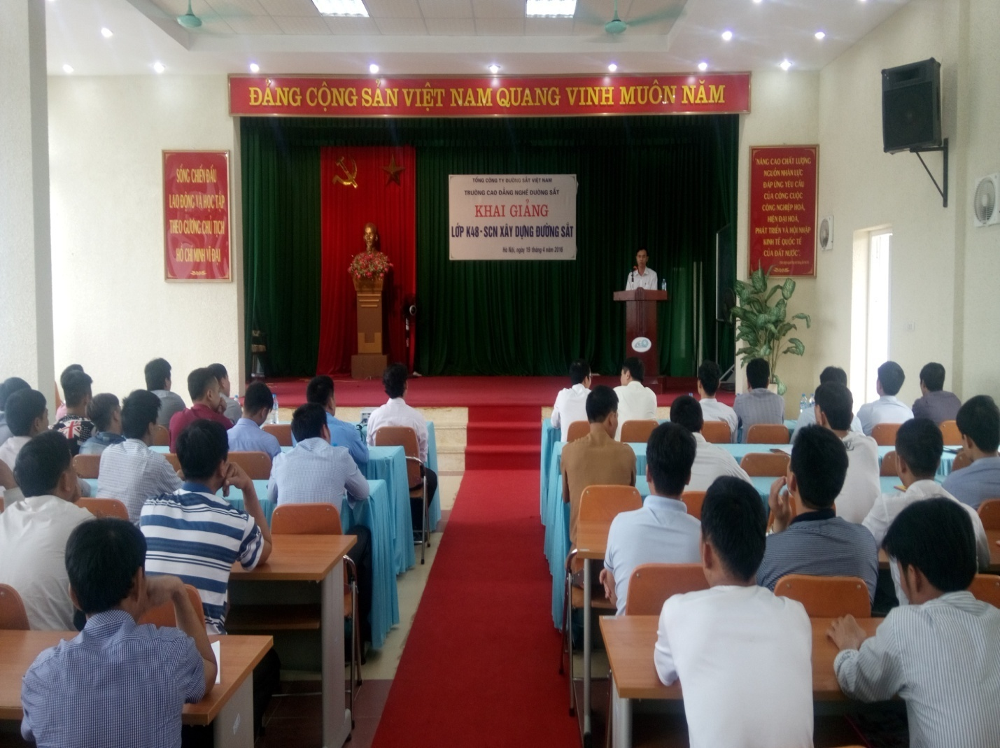 ĐẢNG CỘNG SẢN VIỆT NAM QUANG VINH MUÔN NĂM
SỐNG CHIẾN ĐẤU
LAO ĐỘNG VÀ HỌC TẬP
THEO GƯƠNG CHỦ TỊCH
HỒ CHÍ MINH VĨ ĐẠI
TỔNG CÔNG TY ĐƯỜNG SẮT VIỆT NAM
TRƯỜNG CAO ĐẲNG NGHỀ ĐƯỜNG SẮT
KHAI GIẢNG
LỚP K48 - SCN XÂY DỰNG ĐƯỜNG SẮT
Hà Nội, ngày 19 tháng 4 năm 2016
"NÂNG CAO CHẤT LƯỢNG
NGUỒN NHÂN LỰC
ĐÁP ỨNG YÊU CẦU
CỦA CÔNG CUỘC
CÔNG NGHIỆP HOÁ,
HIỆN ĐẠI HOÁ,
PHÁT TRIỂN VÀ HỘI NHẬP
KINH TẾ QUỐC TẾ
CỦA ĐẤT NƯỚC".